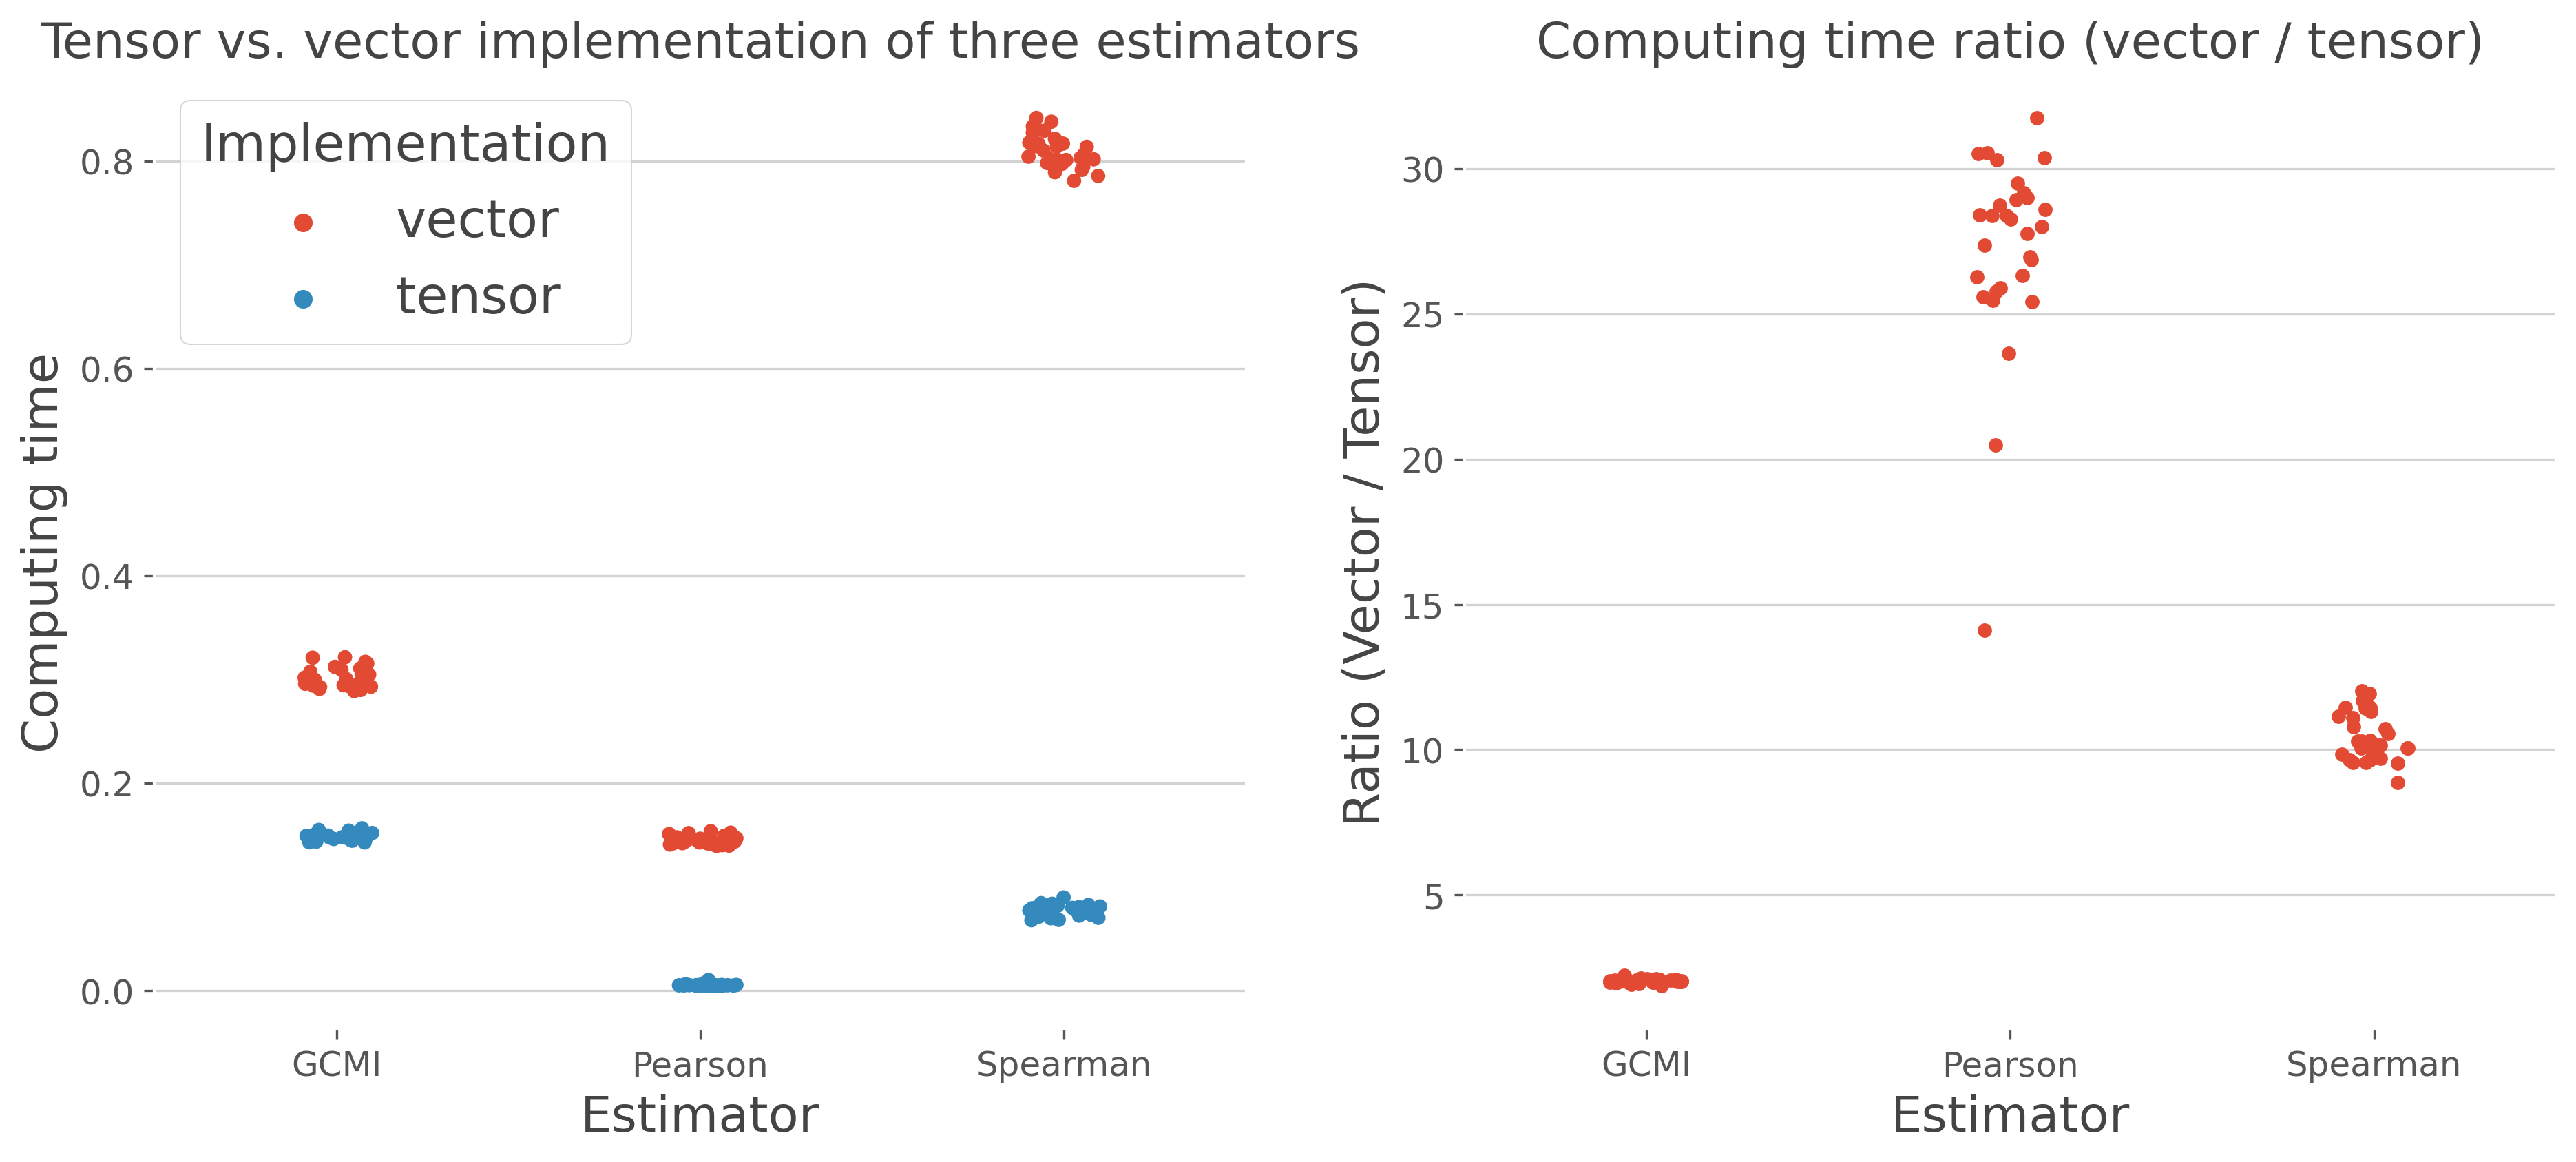 Tensor vs. vector implementation of three estimators
Implementation
vector
tensor
Computing time
0.8
0.6
0.4
0.2
0.0
GCMI Pearson Spearman
Estimator
Computing time ratio (vector / tensor)
Ratio (Vector / Tensor)
30
25
20
15
10
5
GCMI Pearson Spearman
Estimator